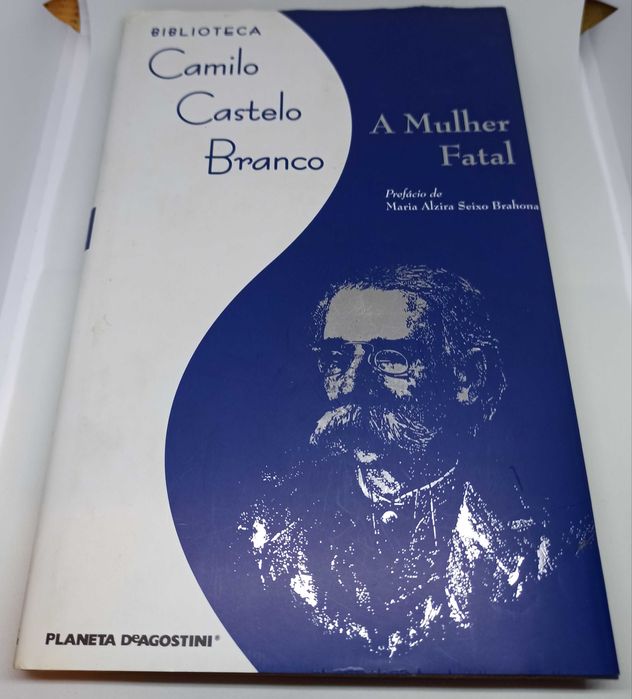 BIBLIOTECA
Camilo
Castelo
Branco
A Mulher
Fatal
Prefácio de
Maria Alzira Seixo Brahona
PLANETA DeAGOSTINI®